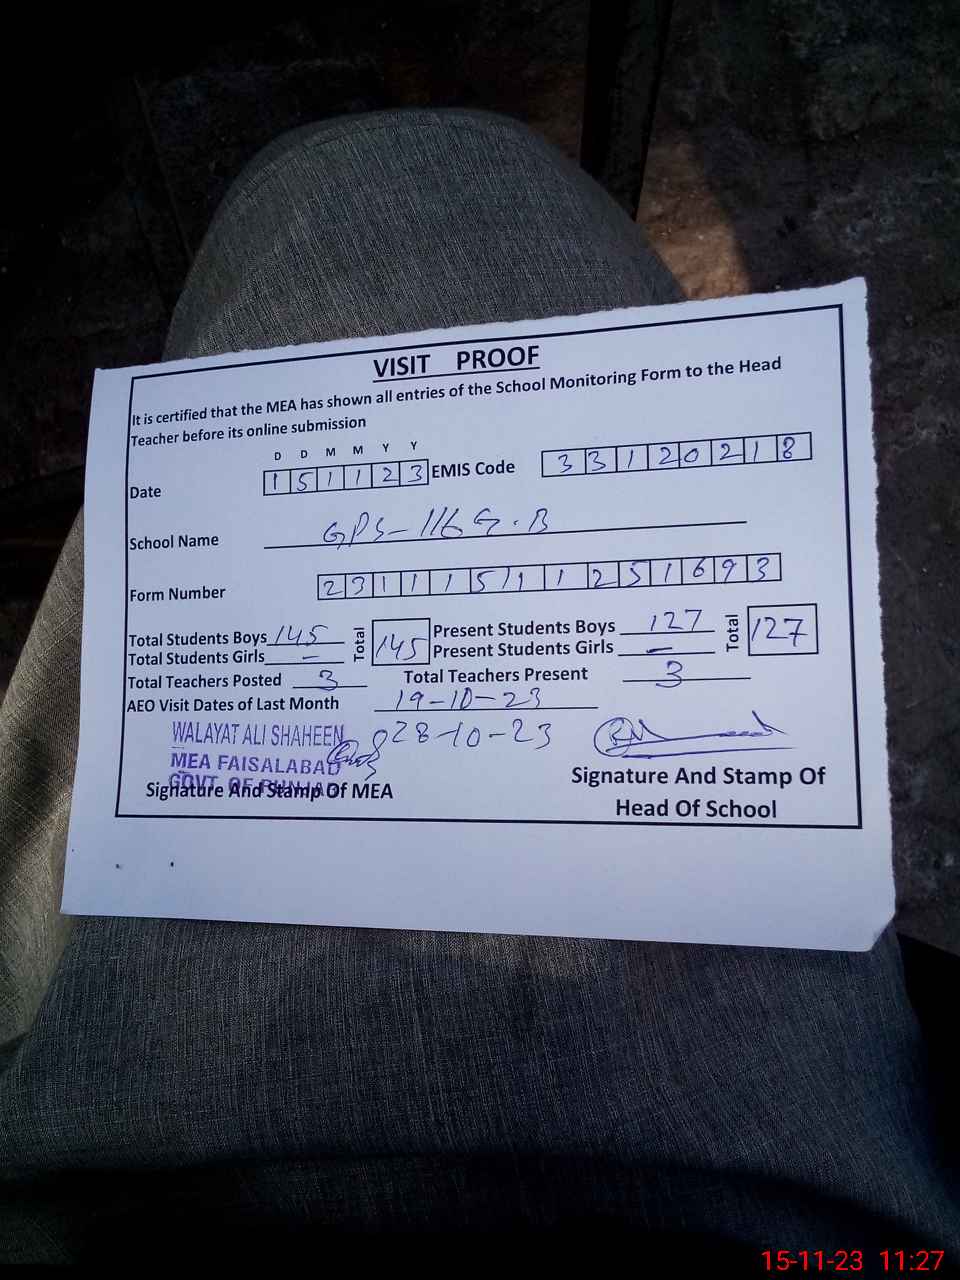 VISIT PROOF
It is certified that the MEA has shown all entries of the School Monitoring Form to the Head
Teacher before its online submission
D D M M Y Y
Date 1 5 1 1 2 3 EMIS Code 3 3 1 2 0 2 1 8
School Name GPS-116 G.B
Form Number 2 3 1 1 1 5 1 1 1 2 5 1 6 9 3
Total Students Boys 145 Total 145 Present Students Boys 127 Total 127
Total Students Girls — Present Students Girls —
Total Teachers Posted 3 Total Teachers Present 3
AEO Visit Dates of Last Month 19-10-23
28-10-23
WALAYAT ALI SHAHEEN
MEA FAISALABAD
GOVT. OF PUNJAB
Signature And Stamp Of MEA
Signature And Stamp Of
Head Of School
15-11-23 11:27